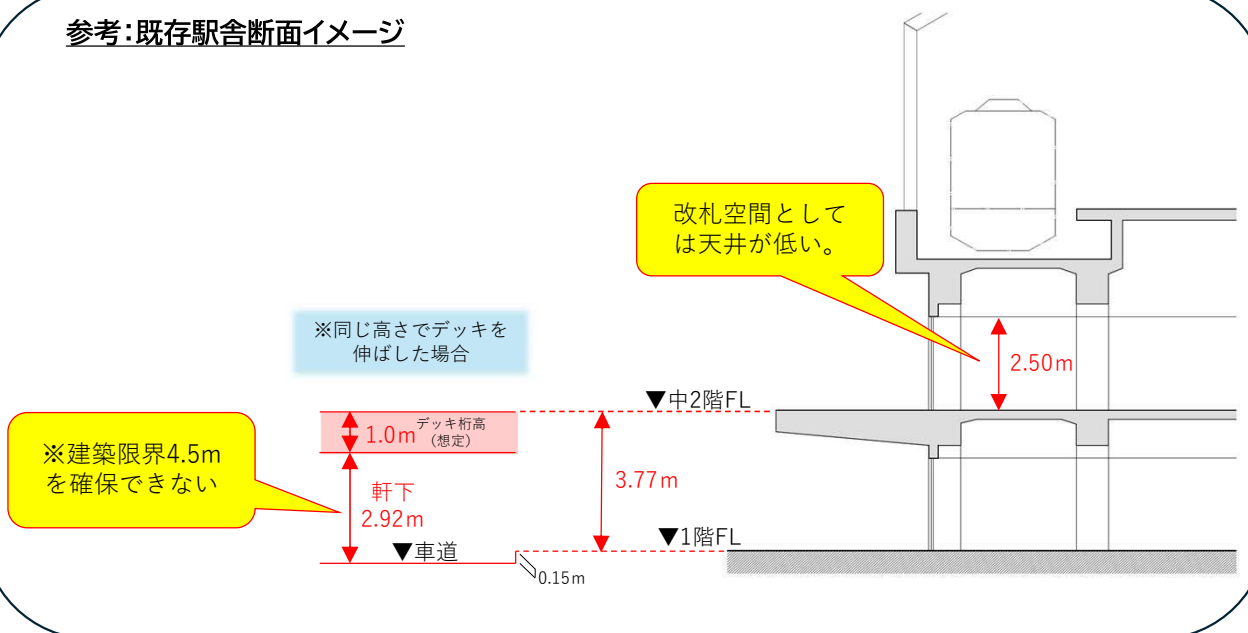 参考：既存駅舎断面イメージ
改札空間として
は天井が低い。
※同じ高さでデッキを
伸ばした場合
2.50m
▼中2階FL
デッキ桁高
1.0m（想定）
※建築限界4.5m
を確保できない
3.77m
軒下
2.92m
▼1階FL
▼車道
0.15m